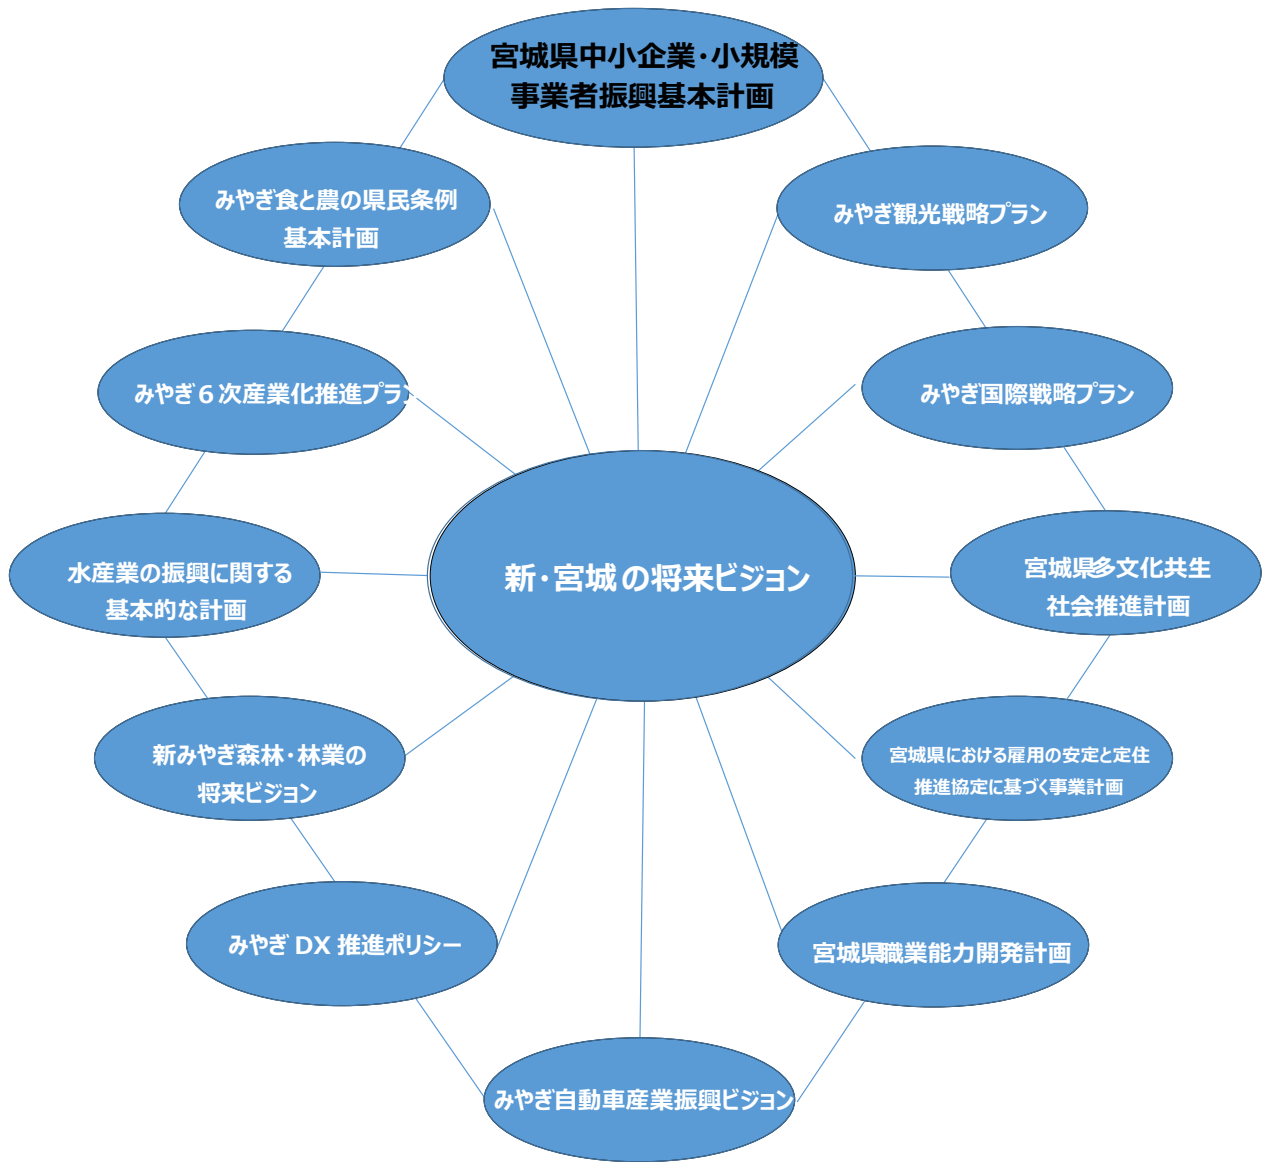 宮城県中小企業・小規模
事業者振興基本計画
みやぎ食と農の県民条例
基本計画
みやぎ観光戦略プラン
みやぎ６次産業化推進プラン
みやぎ国際戦略プラン
水産業の振興に関する
基本的な計画
新・宮城の将来ビジョン
宮城県多文化共生
社会推進計画
新みやぎ森林・林業の
将来ビジョン
宮城県における雇用の安定と定住
推進協定に基づく事業計画
みやぎ DX 推進ポリシー
宮城県職業能力開発計画
みやぎ自動車産業振興ビジョン